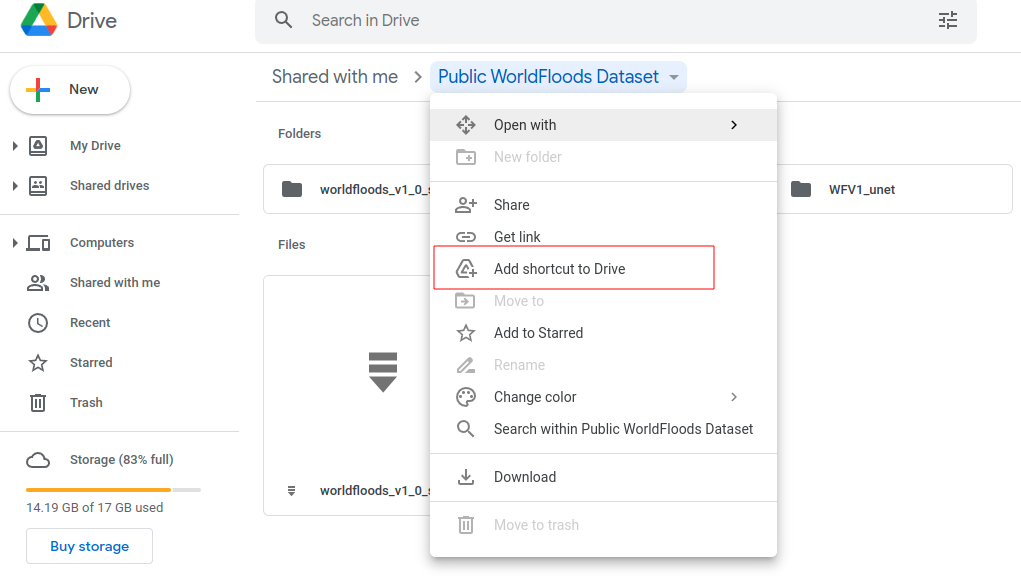 Drive
Search in Drive
Shared with me
Public WorldFloods Dataset
New
My Drive
Shared drives
Computers
Shared with me
Recent
Starred
Trash
Storage (83% full)
14.19 GB of 17 GB used
Buy storage
Folders
worldfloods_v1_0_s
WFV1_unet
Files
worldfloods_v1_0_s
Open with
New folder
Share
Get link
Add shortcut to Drive
Move to
Add to Starred
Rename
Change color
Search within Public WorldFloods Dataset
Download
Move to trash